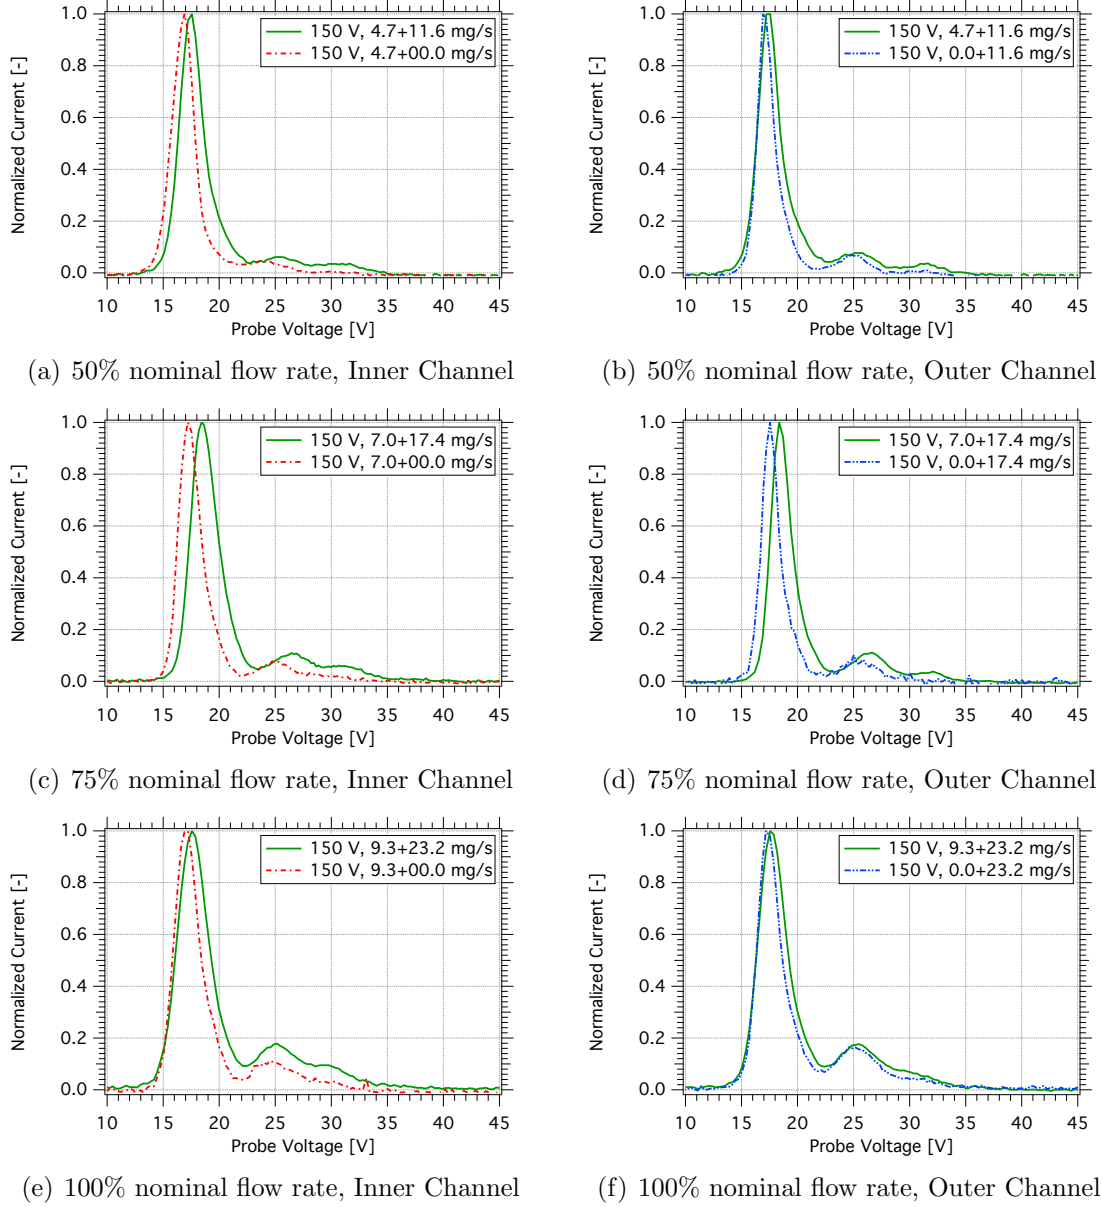 1.0
0.8
0.6
0.4
0.2
0.0
Normalized Current [-]
150 V, 4.7+11.6 mg/s
150 V, 4.7+00.0 mg/s
10 15 20 25 30 35 40 45
Probe Voltage [V]
(a) 50% nominal flow rate, Inner Channel
1.0
0.8
0.6
0.4
0.2
0.0
Normalized Current [-]
150 V, 4.7+11.6 mg/s
150 V, 0.0+11.6 mg/s
10 15 20 25 30 35 40 45
Probe Voltage [V]
(b) 50% nominal flow rate, Outer Channel
1.0
0.8
0.6
0.4
0.2
0.0
Normalized Current [-]
150 V, 7.0+17.4 mg/s
150 V, 7.0+00.0 mg/s
10 15 20 25 30 35 40 45
Probe Voltage [V]
(c) 75% nominal flow rate, Inner Channel
1.0
0.8
0.6
0.4
0.2
0.0
Normalized Current [-]
150 V, 7.0+17.4 mg/s
150 V, 0.0+17.4 mg/s
10 15 20 25 30 35 40 45
Probe Voltage [V]
(d) 75% nominal flow rate, Outer Channel
1.0
0.8
0.6
0.4
0.2
0.0
Normalized Current [-]
150 V, 9.3+23.2 mg/s
150 V, 9.3+00.0 mg/s
10 15 20 25 30 35 40 45
Probe Voltage [V]
(e) 100% nominal flow rate, Inner Channel
1.0
0.8
0.6
0.4
0.2
0.0
Normalized Current [-]
150 V, 9.3+23.2 mg/s
150 V, 0.0+23.2 mg/s
10 15 20 25 30 35 40 45
Probe Voltage [V]
(f) 100% nominal flow rate, Outer Channel